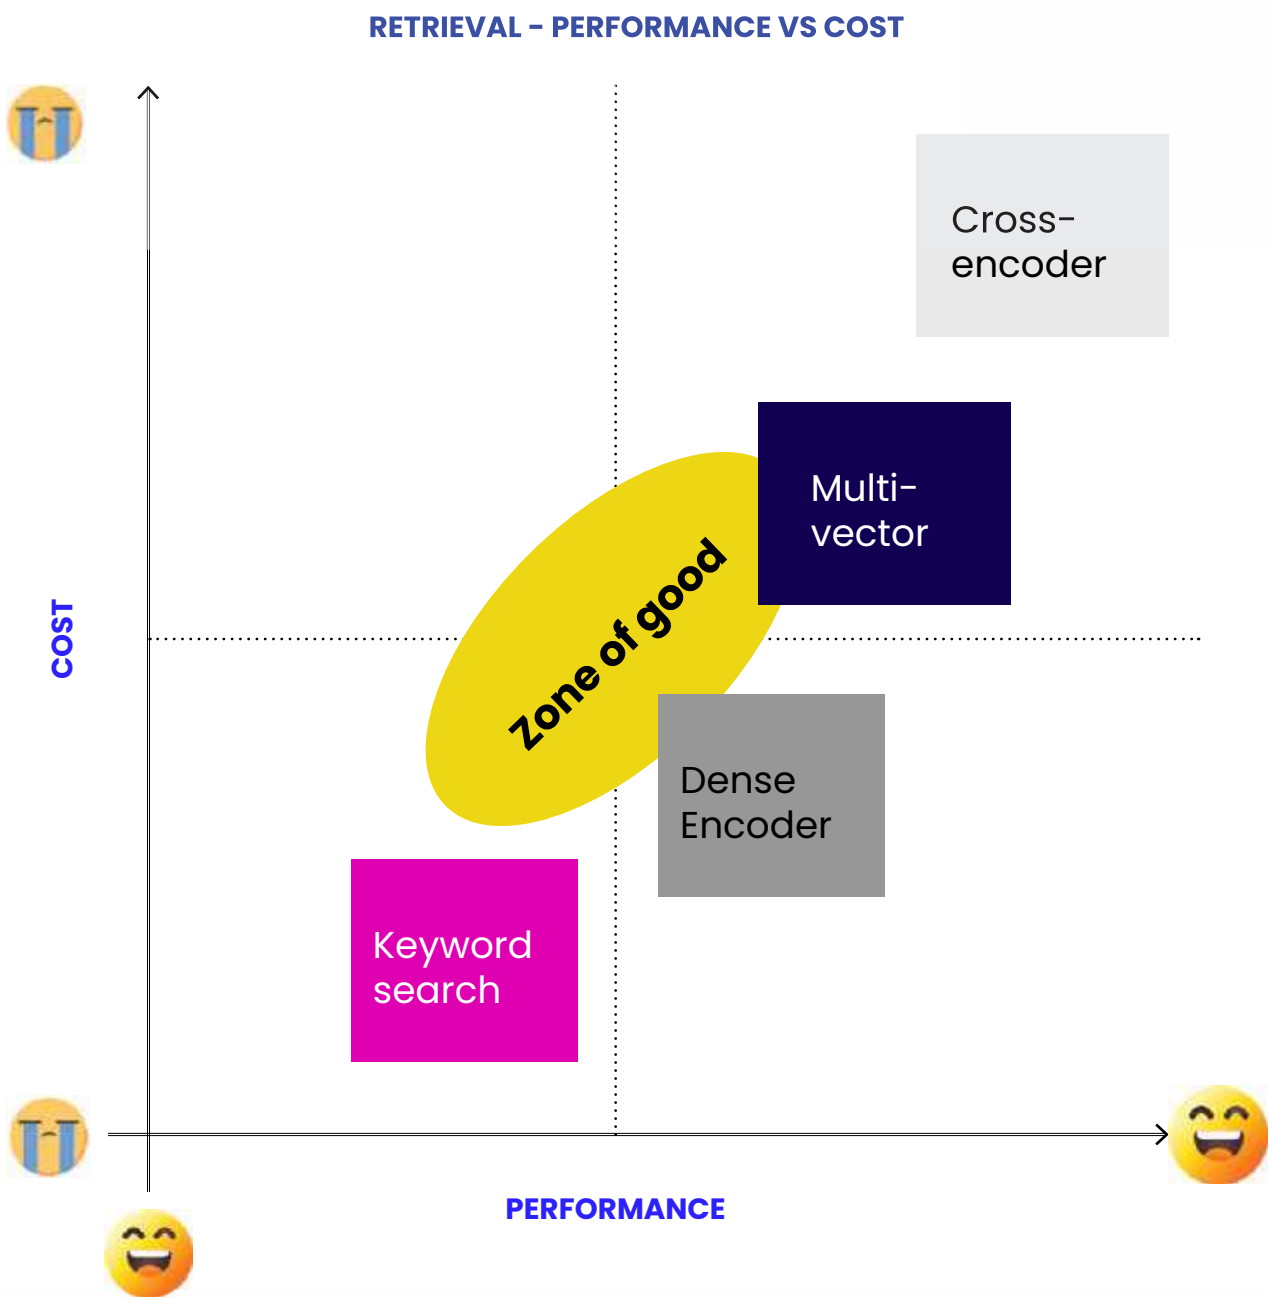 RETRIEVAL - PERFORMANCE VS COST
Cross-
encoder
Multi-
vector
Zone of good
COST
Dense
Encoder
Keyword
search
PERFORMANCE